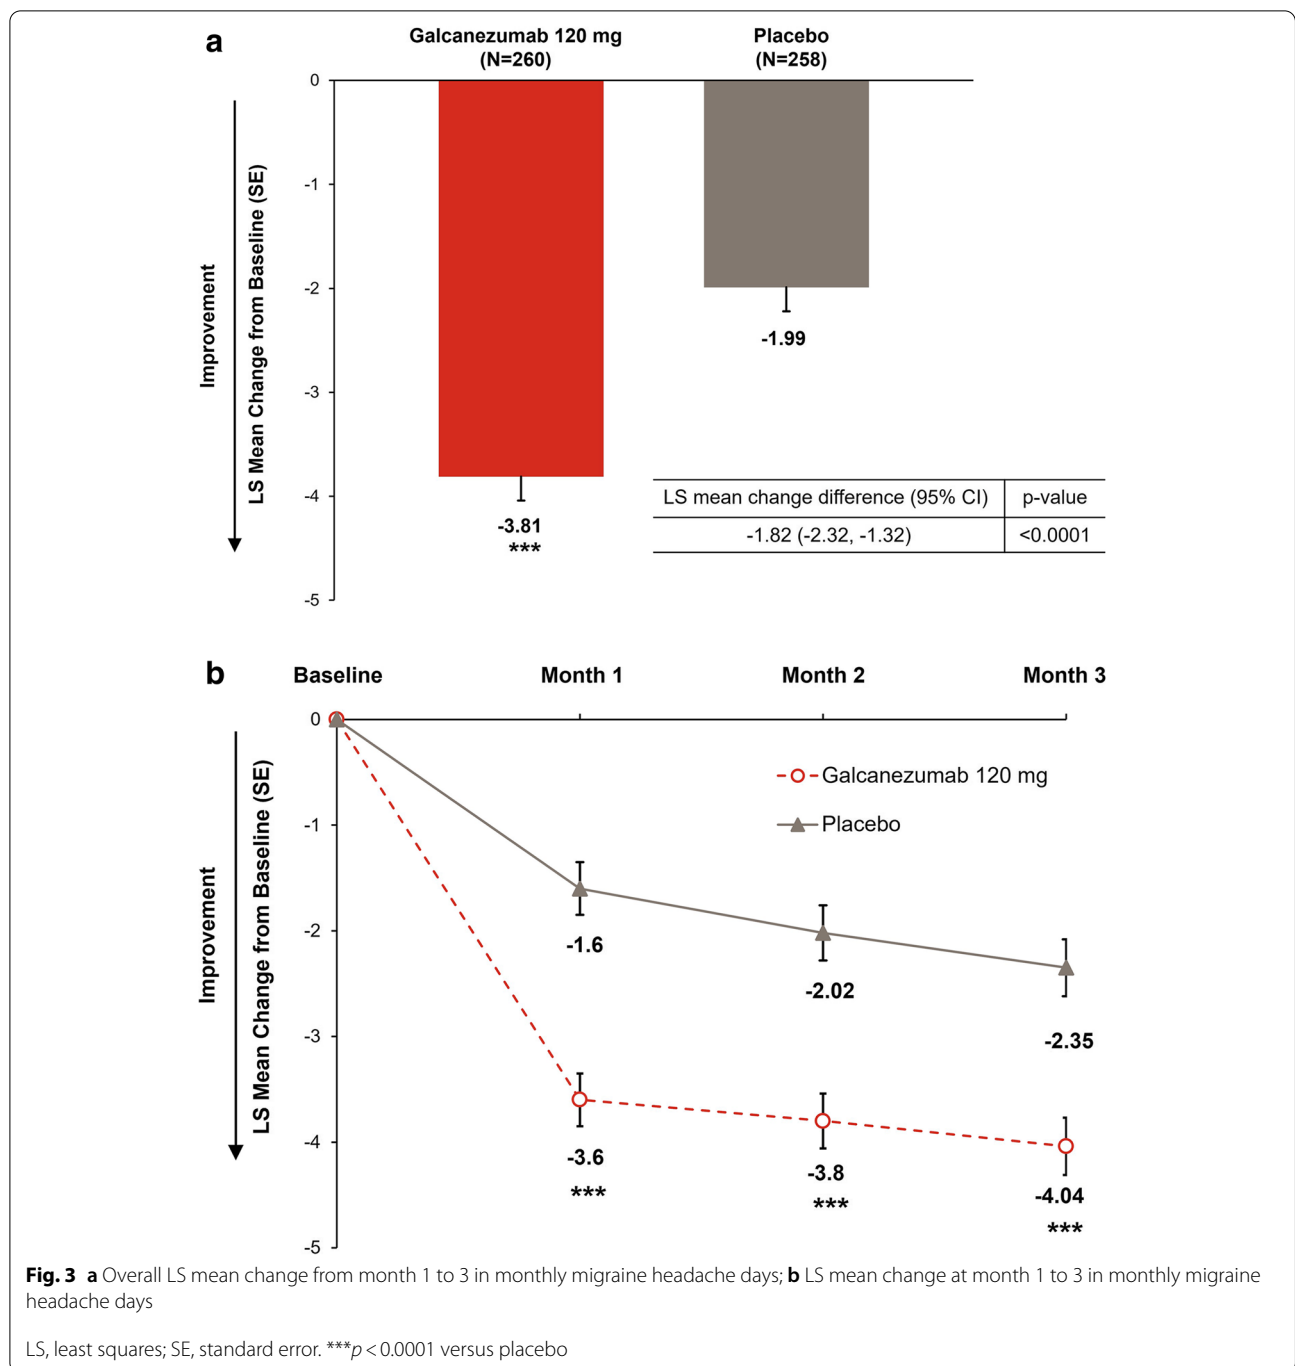 a
Galcanezumab 120 mg
(N=260)
Placebo
(N=258)
Improvement
LS Mean Change from Baseline (SE)
0
-1
-2
-3
-4
-5
-3.81
***
-1.99
LS mean change difference (95% CI) p-value
-1.82 (-2.32, -1.32) <0.0001
b
Baseline Month 1 Month 2 Month 3
Improvement
LS Mean Change from Baseline (SE)
0
-1
-2
-3
-4
-5
Galcanezumab 120 mg
Placebo
-1.6
-2.02
-2.35
-3.6
***
-3.8
***
-4.04
***
Fig. 3 a Overall LS mean change from month 1 to 3 in monthly migraine headache days; b LS mean change at month 1 to 3 in monthly migraine
headache days
LS, least squares; SE, standard error. ***p < 0.0001 versus placebo